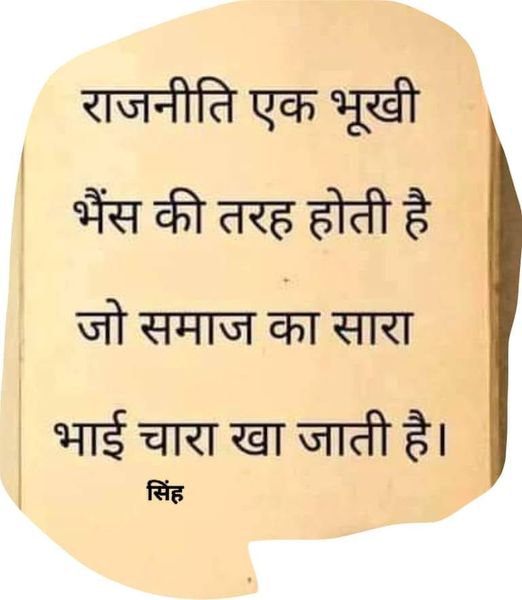 राजनीति एक भूखी
भैंस की तरह होती है
जो समाज का सारा
भाई चारा खा जाती है।
सिंह